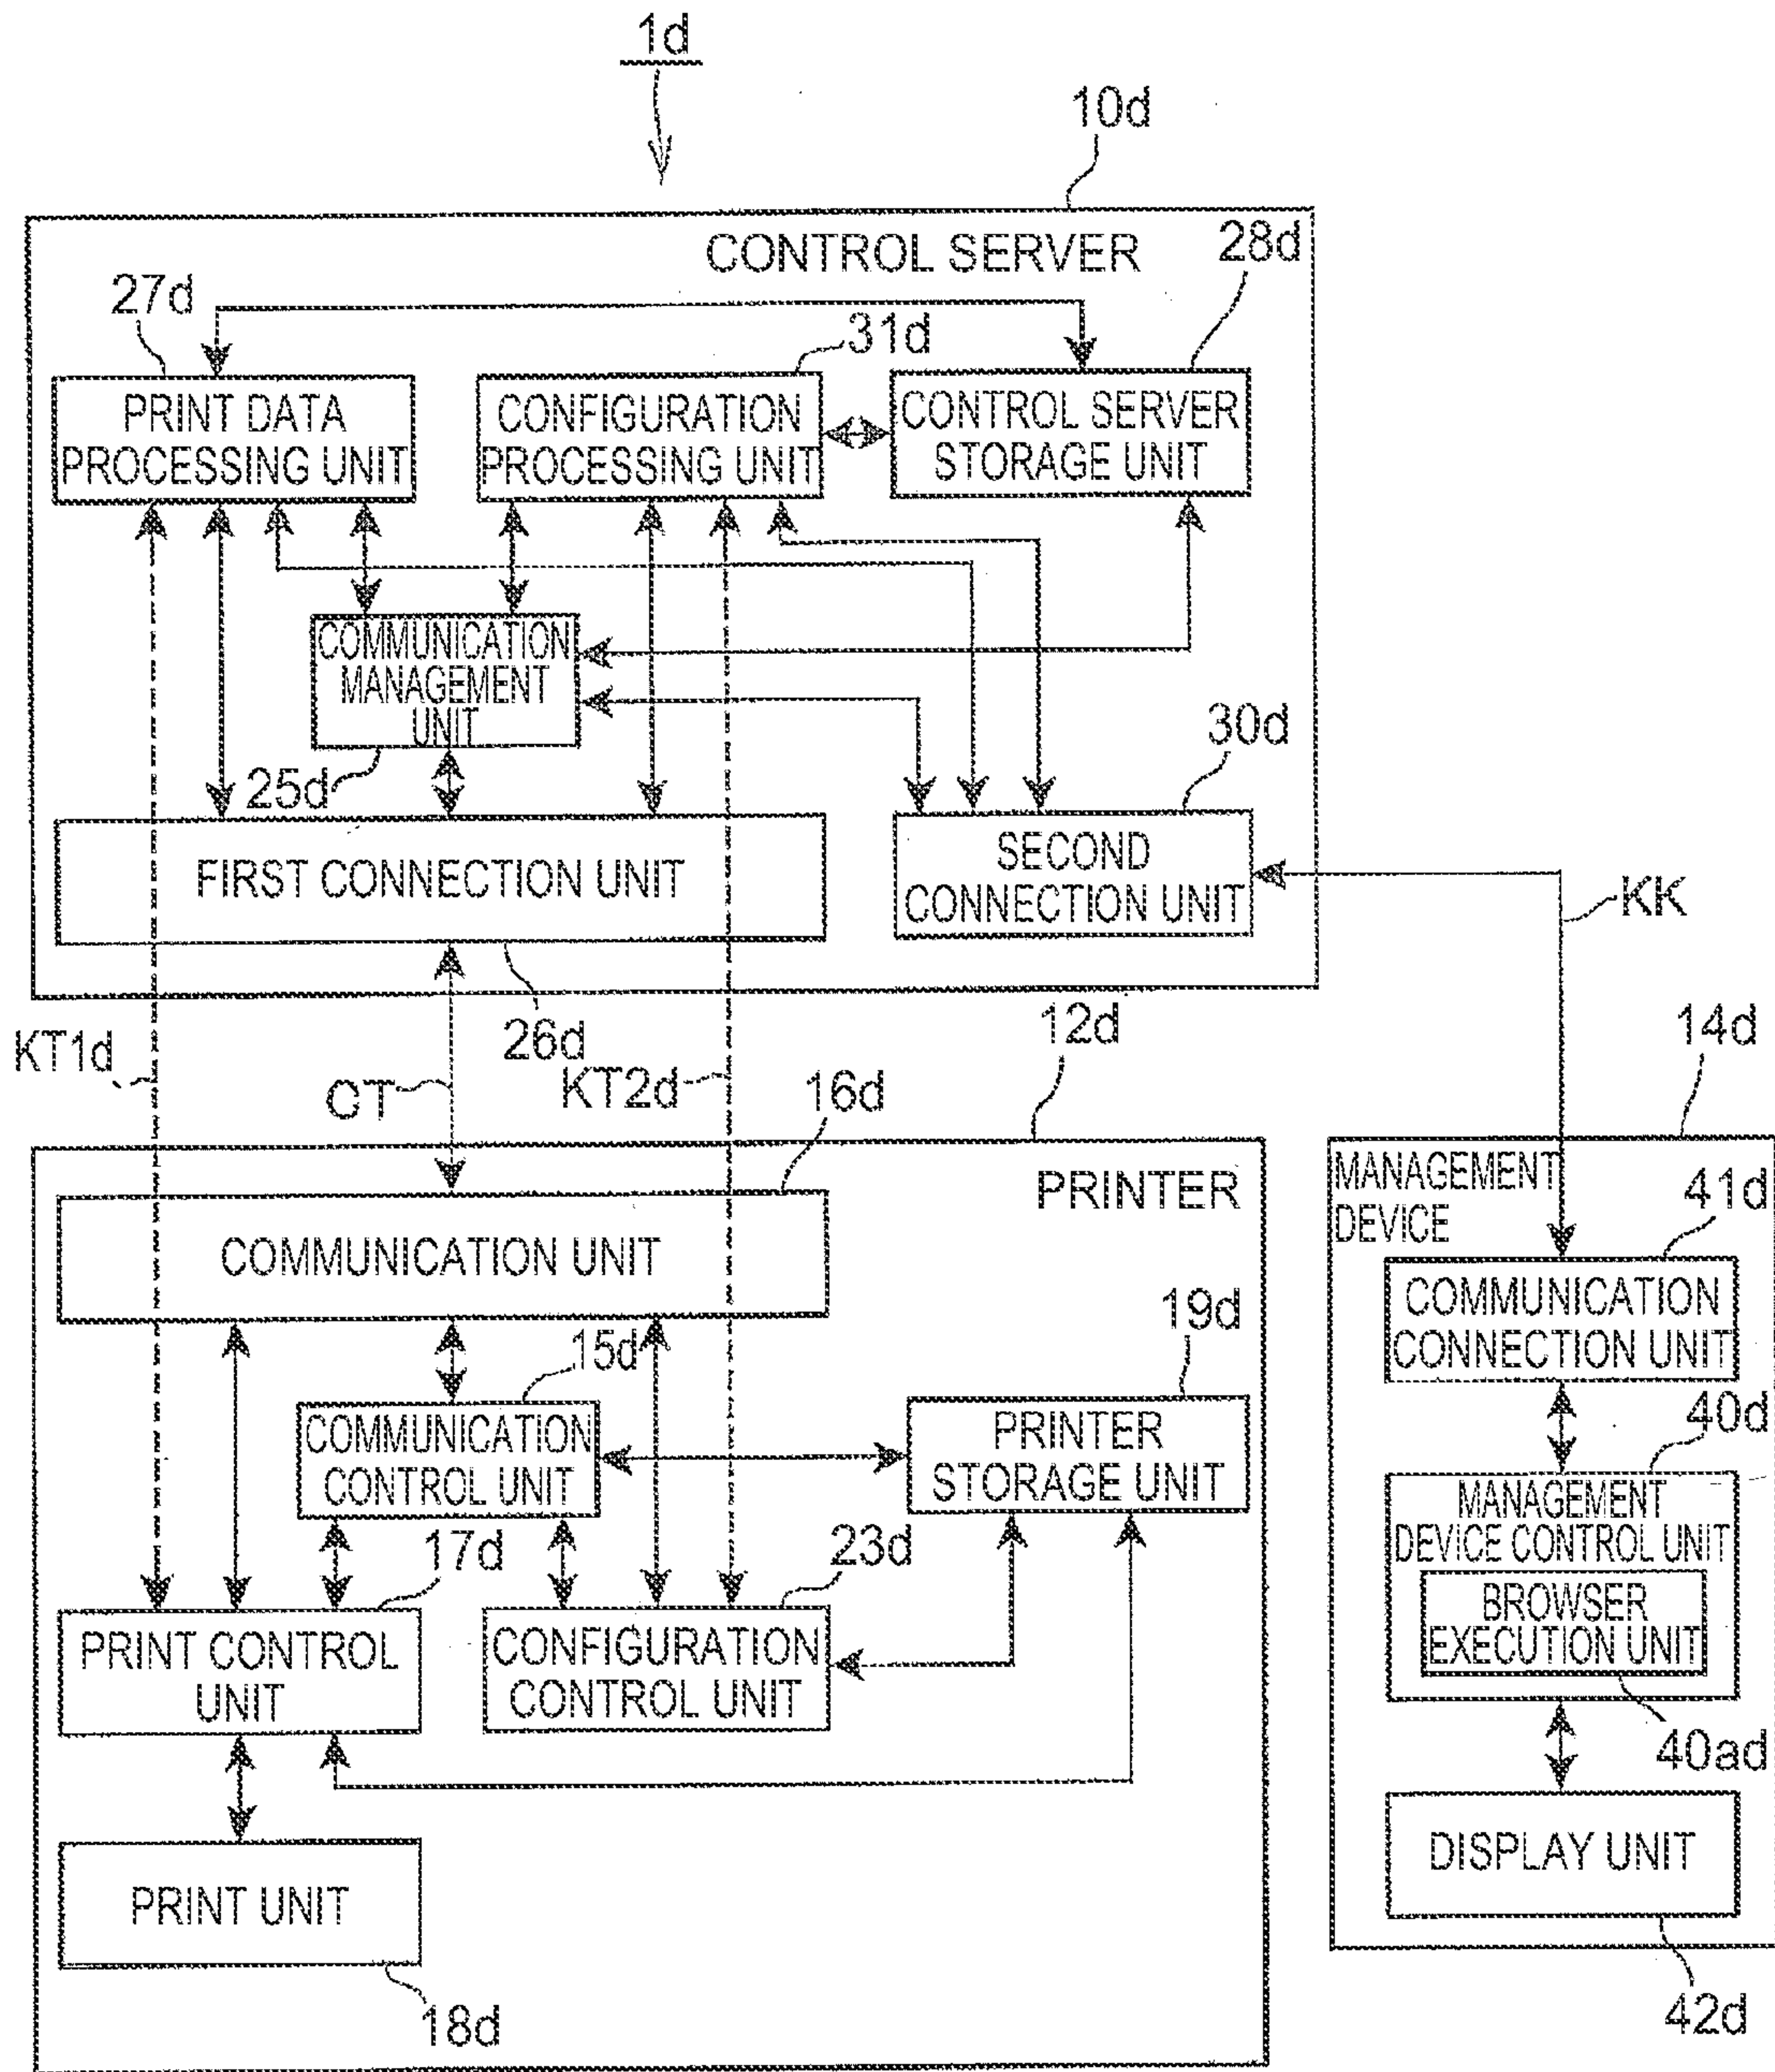 1d
10d
CONTROL SERVER
28d
27d
31d
PRINT DATA
PROCESSING UNIT
CONFIGURATION
PROCESSING UNIT
CONTROL SERVER
STORAGE UNIT
COMMUNICATION
MANAGEMENT
UNIT
25d
30d
FIRST CONNECTION UNIT
SECOND
CONNECTION UNIT
KK
26d
12d
14d
KT1d
CT
KT2d
16d
PRINTER
MANAGEMENT
DEVICE
41d
COMMUNICATION UNIT
COMMUNICATION
CONNECTION UNIT
15d
19d
COMMUNICATION
CONTROL UNIT
PRINTER
STORAGE UNIT
40d
MANAGEMENT
DEVICE CONTROL UNIT
BROWSER
EXECUTION UNIT
17d
23d
PRINT CONTROL
UNIT
CONFIGURATION
CONTROL UNIT
40ad
DISPLAY UNIT
PRINT UNIT
18d
42d